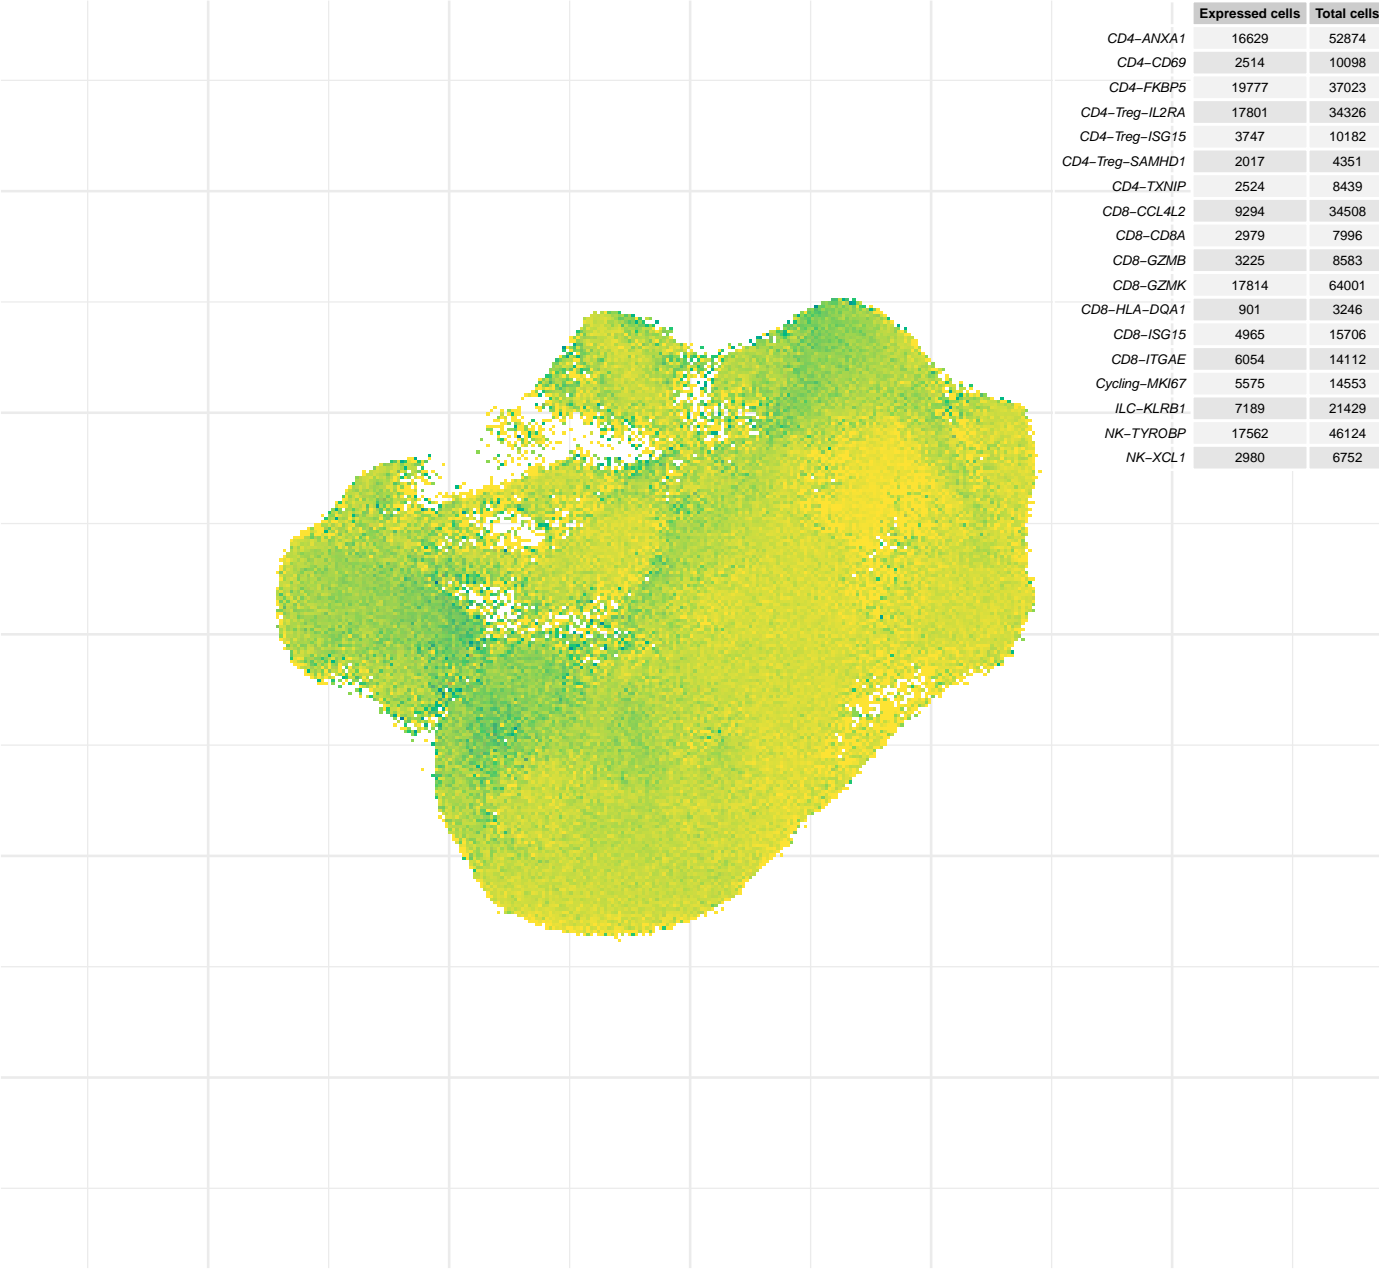 Expressed cells Total cells
CD4−ANXA1 16629 52874
CD4−CD69 2514 10098
CD4−FKBP5 19777 37023
CD4−Treg−IL2RA 17801 34326
CD4−Treg−ISG15 3747 10182
CD4−Treg−SAMHD1 2017 4351
CD4−TXNIP 2524 8439
CD8−CCL4L2 9294 34508
CD8−CD8A 2979 7996
CD8−GZMB 3225 8583
CD8−GZMK 17814 64001
CD8−HLA−DQA1 901 3246
CD8−ISG15 4965 15706
CD8−ITGAE 6054 14112
Cycling−MKI67 5575 14553
ILC−KLRB1 7189 21429
NK−TYROBP 17562 46124
NK−XCL1 2980 6752